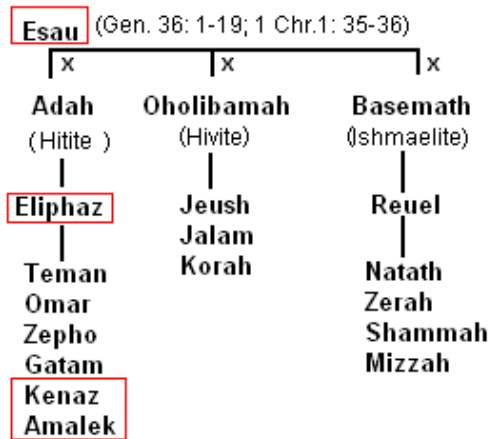 Esau (Gen. 36: 1-19; 1 Chr.1: 35-36)
x x x
Adah Oholibamah Basemath
(Hitite ) (Hivite) (Ishmaelite)
Eliphaz Jeush Reuel
Jalam
Korah
Teman Natath
Omar Zerah
Zepho Shammah
Gatam Mizzah
Kenaz
Amalek